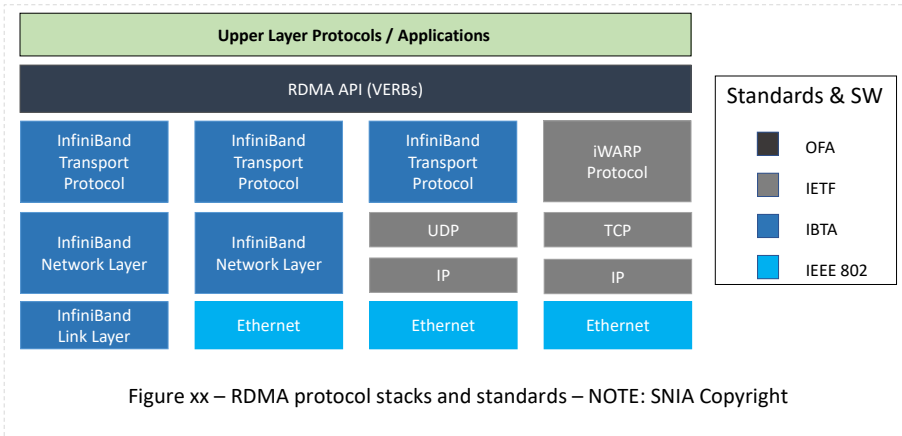 Upper Layer Protocols / Applications
RDMA API (VERBs)
InfiniBand
Transport
Protocol
InfiniBand
Transport
Protocol
InfiniBand
Transport
Protocol
iWARP
Protocol
InfiniBand
Network Layer
InfiniBand
Network Layer
UDP
IP
TCP
IP
InfiniBand
Link Layer
Ethernet
Ethernet
Ethernet
Standards & SW
OFA
IETF
IBTA
IEEE 802
Figure xx – RDMA protocol stacks and standards – NOTE: SNIA Copyright